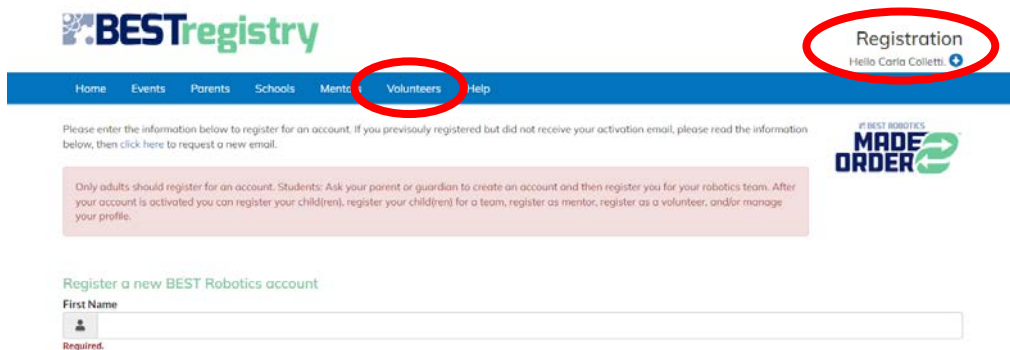 BESTregistry
Registration
Hello Carla Colletti.
Home Events Parents Schools Mentors Volunteers Help
Please enter the information below to register for an account. If you previsouly registered but did not receive your activation email, please read the information
below, then click here to request a new email.
BEST ROBOTICS
MADE
ORDER
Only adults should register for an account. Students: Ask your parent or guardian to create an account and then register you for your robotics team. After
your account is activated you can register your child(ren), register your child(ren) for a team, register as mentor, register as a volunteer, and/or manage
your profile.
Register a new BEST Robotics account
First Name
Required.